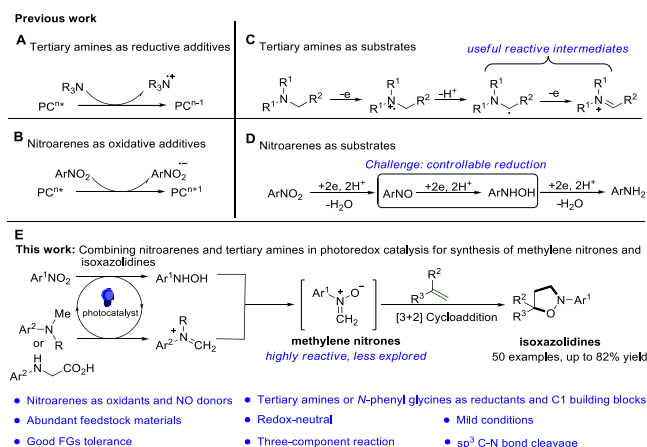 Previous work
A Tertiary amines as reductive additives
R3N R3N•+
PCn* PCn-1
B Nitroarenes as oxidative additives
ArNO2 ArNO2•−
PCn* PCn+1
C Tertiary amines as substrates
useful reactive intermediates
R1 N R1 R2 –e R1 N+• R1 R2 –H+ R1 N R1 • R2 –e R1 N+ R1 R2
D Nitroarenes as substrates
Challenge: controllable reduction
ArNO2 +2e, 2H+ –H2O ArNO +2e, 2H+ ArNHOH +2e, 2H+ –H2O ArNH2
E
This work: Combining nitroarenes and tertiary amines in photoredox catalysis for synthesis of methylene nitrones and
isoxazolidines
Ar1NO2 Ar1NHOH
photocatalyst
Ar2 N Me R
or
Ar2 H N CO2H
Ar2 N+ R CH2
Ar1 N+ O− CH2
methylene nitrones
highly reactive, less explored
R2 R3
[3+2] Cycloaddition
R2 R3 O N Ar1
isoxazolidines
50 examples, up to 82% yield
• Nitroarenes as oxidants and NO donors
• Tertiary amines or N-phenyl glycines as reductants and C1 building blocks
• Abundant feedstock materials
• Redox-neutral
• Mild conditions
• Good FGs tolerance
• Three-component reaction
• sp3 C-N bond cleavage